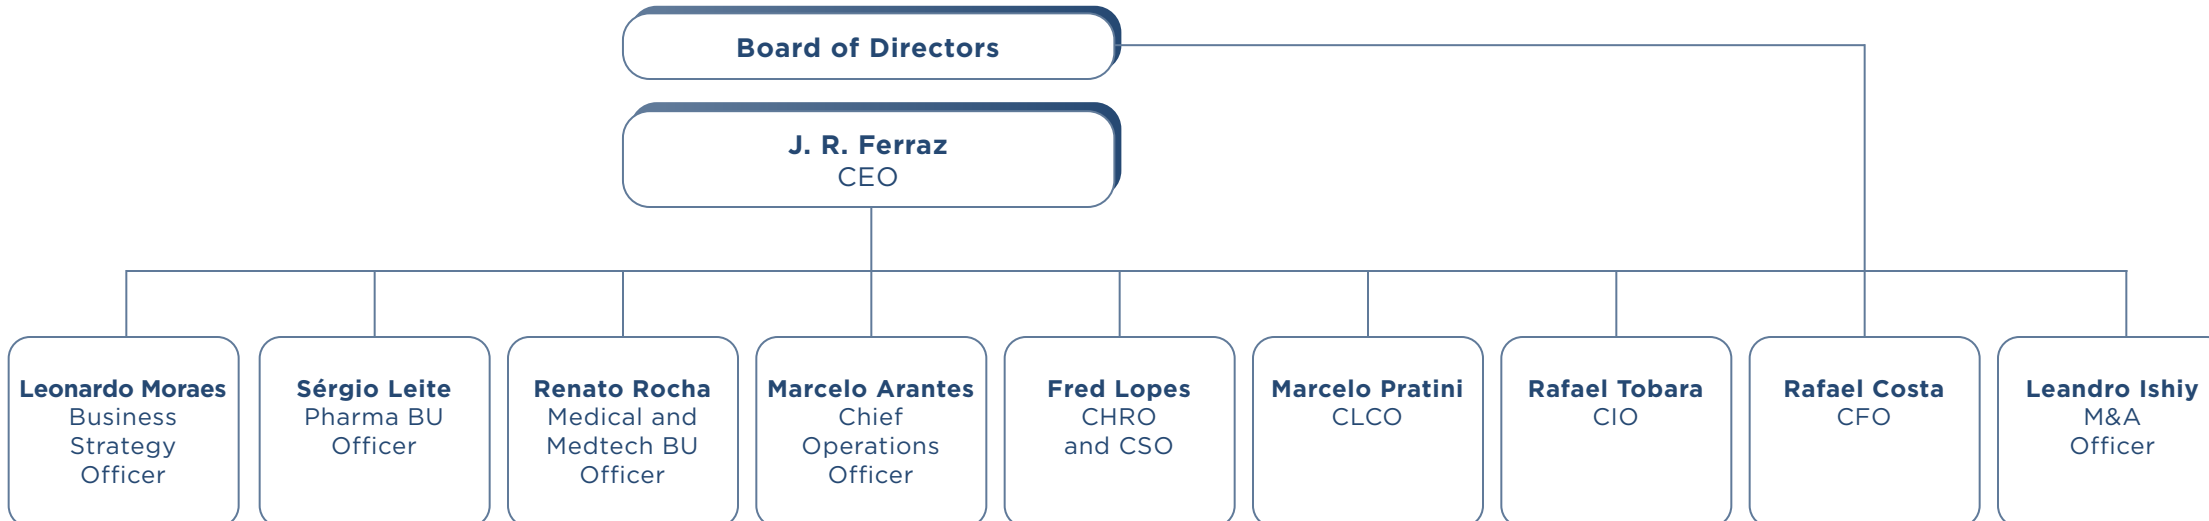 Board of Directors
J. R. Ferraz
CEO
Leonardo Moraes
Business
Strategy
Officer
Sérgio Leite
Pharma BU
Officer
Renato Rocha
Medical and
Medtech BU
Officer
Marcelo Arantes
Chief
Operations
Officer
Fred Lopes
CHRO
and CSO
Marcelo Pratini
CLCO
Rafael Tobara
CIO
Rafael Costa
CFO
Leandro Ishiy
M&A
Officer